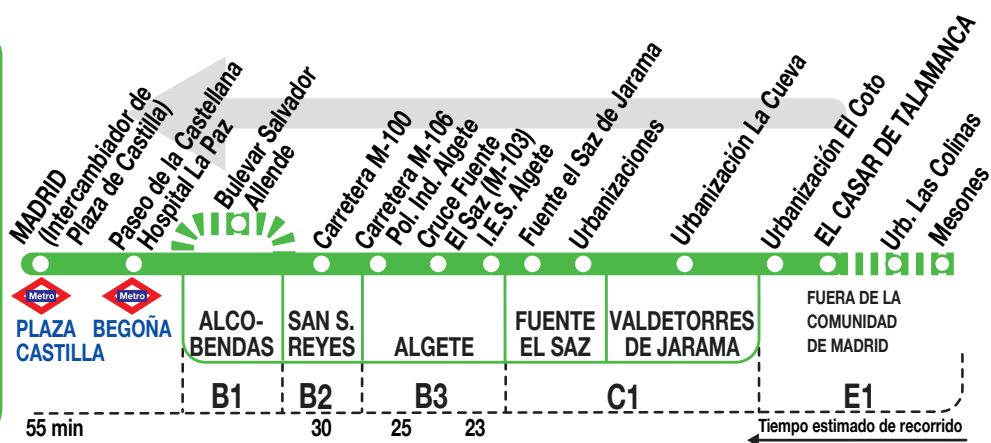 MADRID
(Intercambiador de
Plaza de Castilla)
Paseo de la Castellana
Hospital La Paz
Bulevar Salvador
Allende
Carretera M-100
Carretera M-106
Pol. Ind. Algete
Cruce Fuente
El Saz (M-103)
I.E.S. Algete
Fuente el Saz de Jarama
Urbanizaciones
Urbanización La Cueva
Urbanización El Coto
EL CASAR DE TALAMANCA
Urb. Las Colinas
Mesones
Metro
Metro
PLAZA
CASTILLA
BEGOÑA
ALCO-
BENDAS
SAN S.
REYES
ALGETE
FUENTE
EL SAZ
VALDETORRES
DE JARAMA
FUERA DE LA
COMUNIDAD
DE MADRID
B1
B2
B3
C1
E1
55 min
30
25
23
Tiempo estimado de recorrido